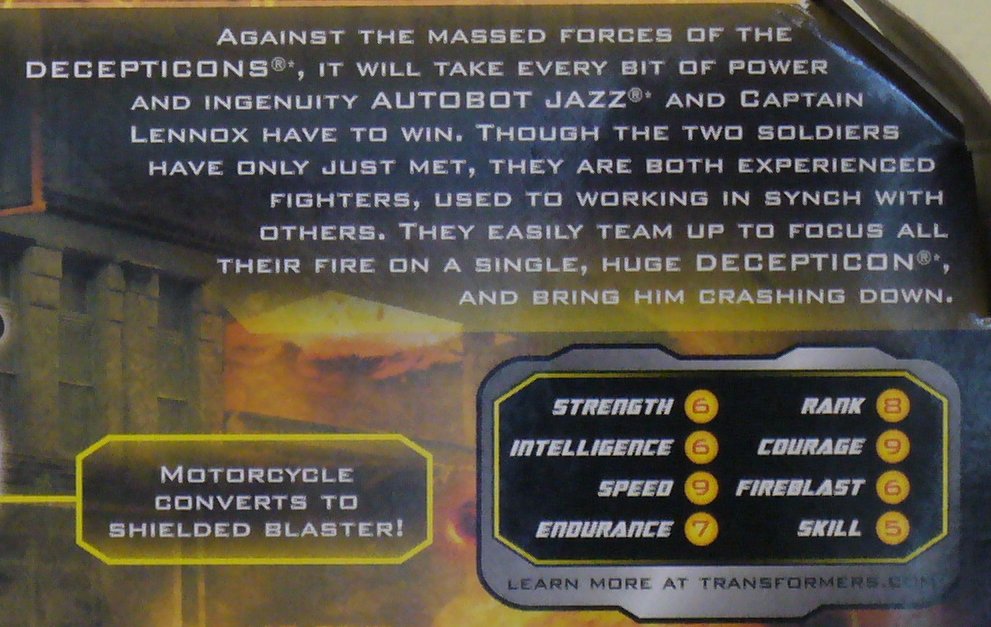 AGAINST THE MASSED FORCES OF THE
DECEPTICONS®*, IT WILL TAKE EVERY BIT OF POWER
AND INGENUITY AUTOBOT JAZZ®* AND CAPTAIN
LENNOX HAVE TO WIN. THOUGH THE TWO SOLDIERS
HAVE ONLY JUST MET, THEY ARE BOTH EXPERIENCED
FIGHTERS, USED TO WORKING IN SYNCH WITH
OTHERS. THEY EASILY TEAM UP TO FOCUS ALL
THEIR FIRE ON A SINGLE, HUGE DECEPTICON®*,
AND BRING HIM CRASHING DOWN.
STRENGTH 6 RANK 8
INTELLIGENCE 6 COURAGE 9
SPEED 9 FIREBLAST 6
ENDURANCE 7 SKILL 5
LEARN MORE AT TRANSFORMERS.COM
MOTORCYCLE
CONVERTS TO
SHIELDED BLASTER!